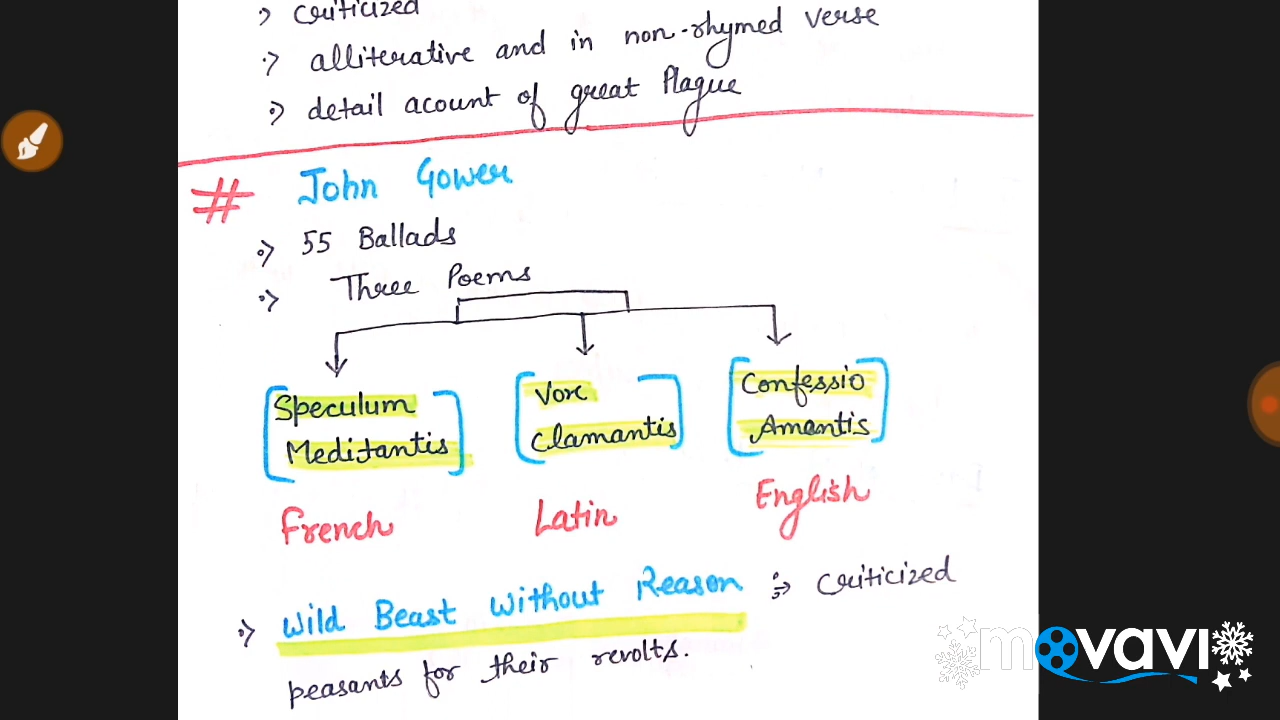 :> criticized
:> alliterative and in non-rhymed verse
:> detail acount of great Plague
# John Gower
:> 55 Ballads
:> Three Poems
[Speculum Meditantis] [Vox Clamantis] [Confessio Amantis]
French Latin English
:> Wild Beast Without Reason :> criticized
peasants for their revolts.
movavi